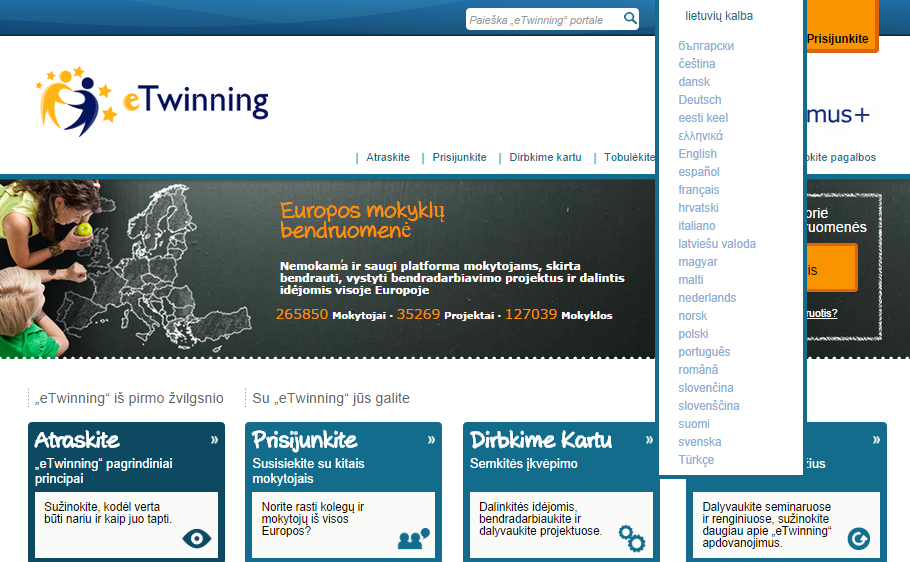 Paieška „eTwinning“ portale
lietuvių kalba
Prisijunkite
български
čeština
dansk
Deutsch
eesti keel
ελληνικά
English
español
français
hrvatski
italiano
latviešu valoda
magyar
malti
nederlands
norsk
polski
português
română
slovenčina
slovenščina
suomi
svenska
Türkçe
eTwinning
mus+
| Atraskite | Prisijunkite | Dirbkime kartu | Tobulėkite
okite pagalbos
Europos mokyklų
bendruomenė
Nemokama ir saugi platforma mokytojams, skirta
bendrauti, vystyti bendradarbiavimo projektus ir dalintis
idėjomis visoje Europoje
265850 Mokytojai · 35269 Projektai · 127039 Mokyklos
orie
ruomenės
is
ruotis?
„eTwinning“ iš pirmo žvilgsnio
Su „eTwinning“ jūs galite
Atraskite »
„eTwinning“ pagrindiniai
principai
Sužinokite, kodėl verta
būti nariu ir kaip juo tapti.
Prisijunkite »
Susisiekite su kitais
mokytojais
Norite rasti kolegų ir
mokytojų iš visos
Europos?
Dirbkime Kartu »
Semkitės įkvėpimo
Dalinkitės idėjomis,
bendradarbiaukite ir
dalyvaukite projektuose.
»
žius
Dalyvaukite seminaruose
ir renginiuose, sužinokite
daugiau apie „eTwinning“
apdovanojimus.